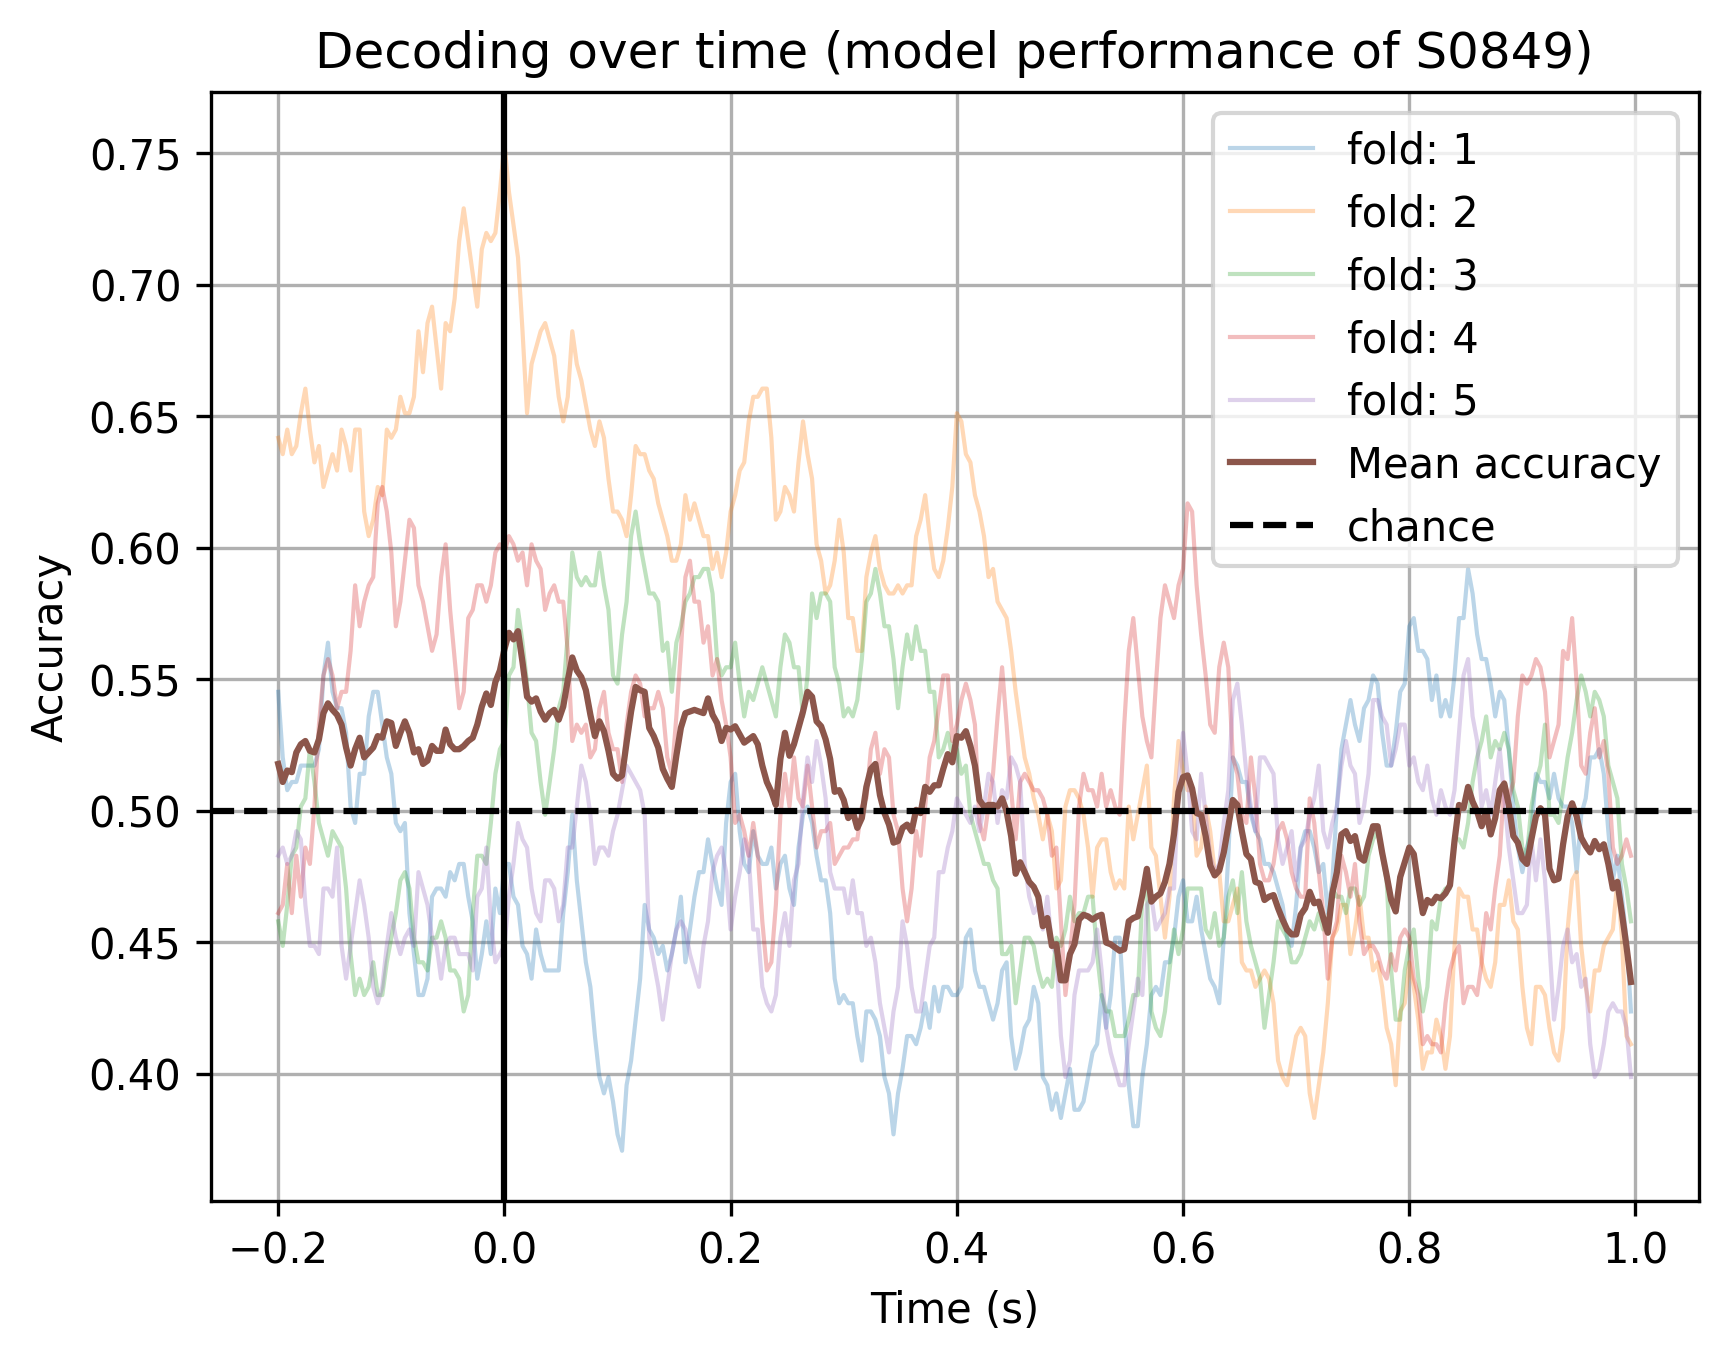 Decoding over time (model performance of S0849)
0.75
0.70
0.65
0.60
0.55
0.50
0.45
0.40
Accuracy
fold: 1
fold: 2
fold: 3
fold: 4
fold: 5
Mean accuracy
chance
−0.2 0.0 0.2 0.4 0.6 0.8 1.0
Time (s)